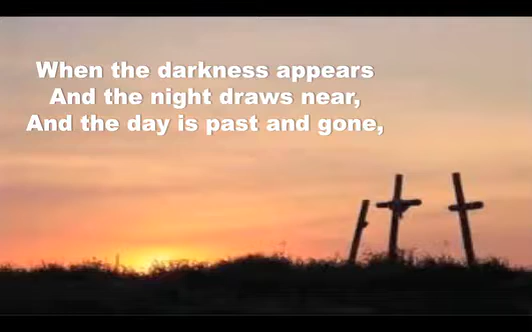 When the darkness appears
And the night draws near,
And the day is past and gone,